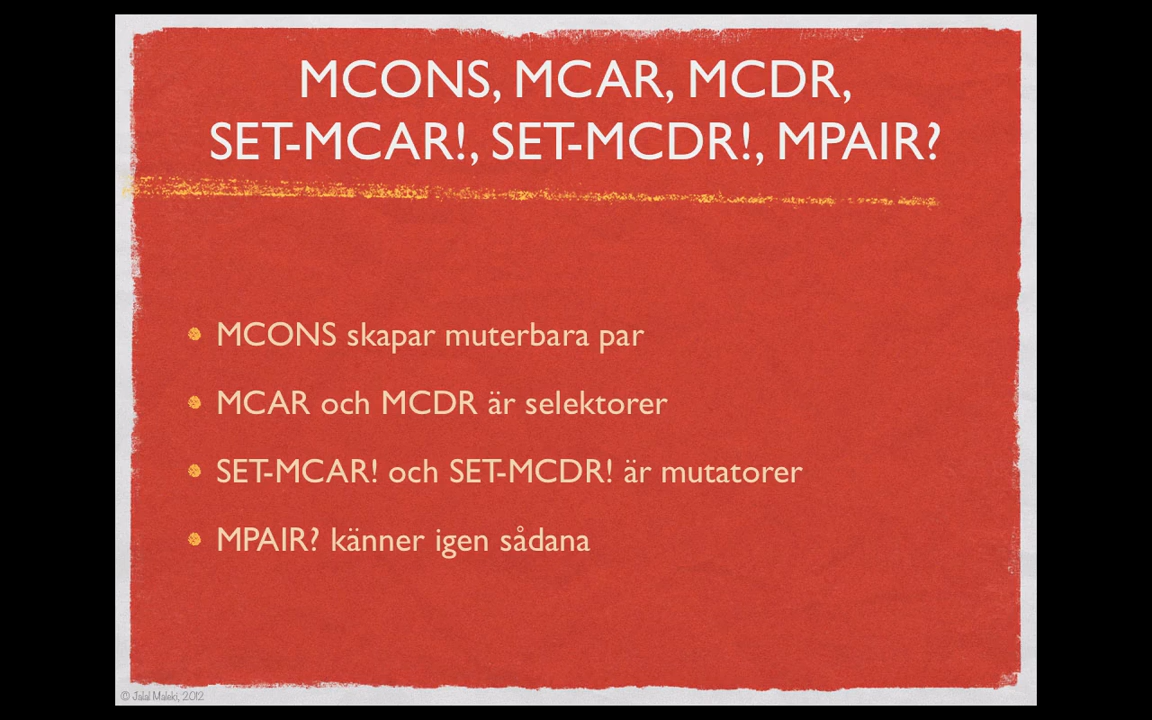 MCONS, MCAR, MCDR,
SET-MCAR!, SET-MCDR!, MPAIR?
MCONS skapar muterbara par
MCAR och MCDR är selektorer
SET-MCAR! och SET-MCDR! är mutatorer
MPAIR? känner igen sådana
© Jalal Maleki, 2012